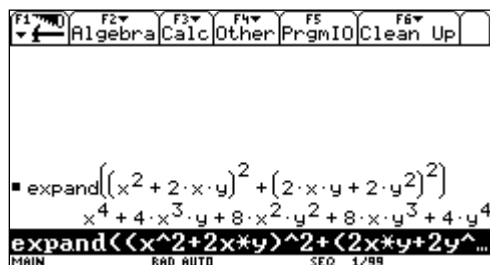 F1 F2 F3 F4 F5 F6
Algebra Calc Other PrgmIO Clean Up
expand((x² + 2·x·y)² + (2·x·y + 2·y²)²)
x⁴ + 4·x³·y + 8·x²·y² + 8·x·y³ + 4·y⁴
expand((x^2+2x*y)^2+(2x*y+2y^…
MAIN RAD AUTO SEQ 1/99